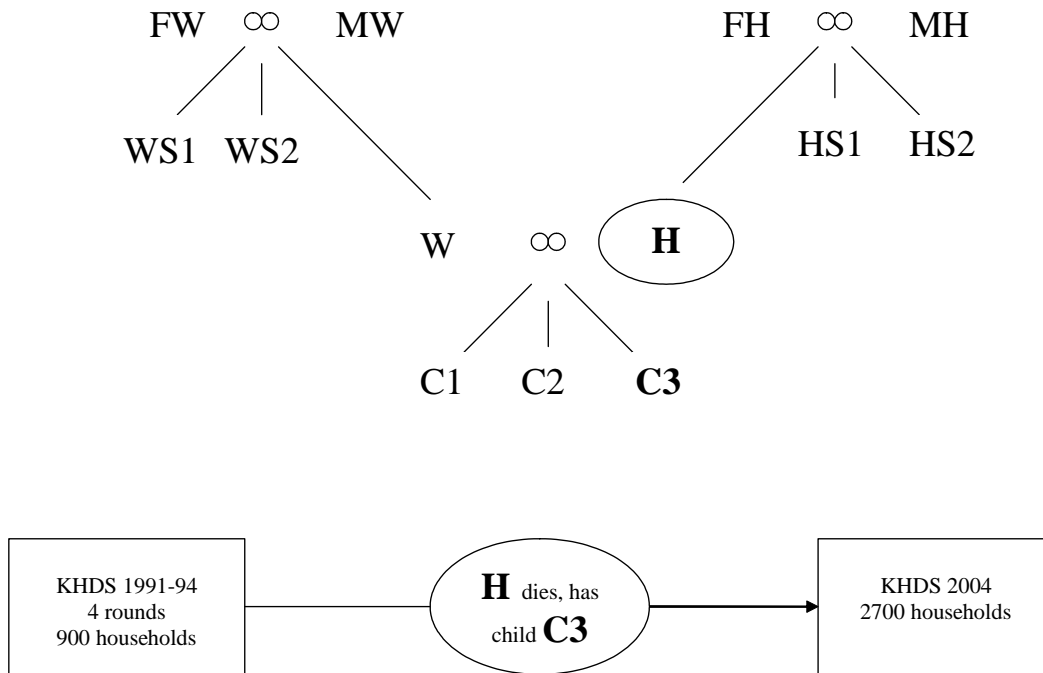 FW ∞ MW FH ∞ MH
WS1 WS2 HS1 HS2
W ∞ H
C1 C2 C3
KHDS 1991-94
4 rounds
900 households
H dies, has
child C3
KHDS 2004
2700 households